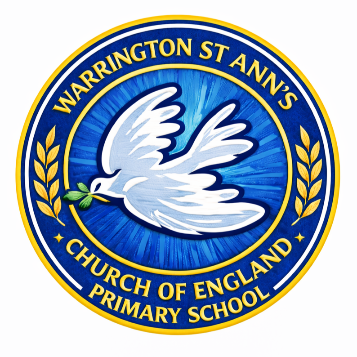 WARRINGTON ST ANN'S
CHURCH OF ENGLAND
PRIMARY SCHOOL